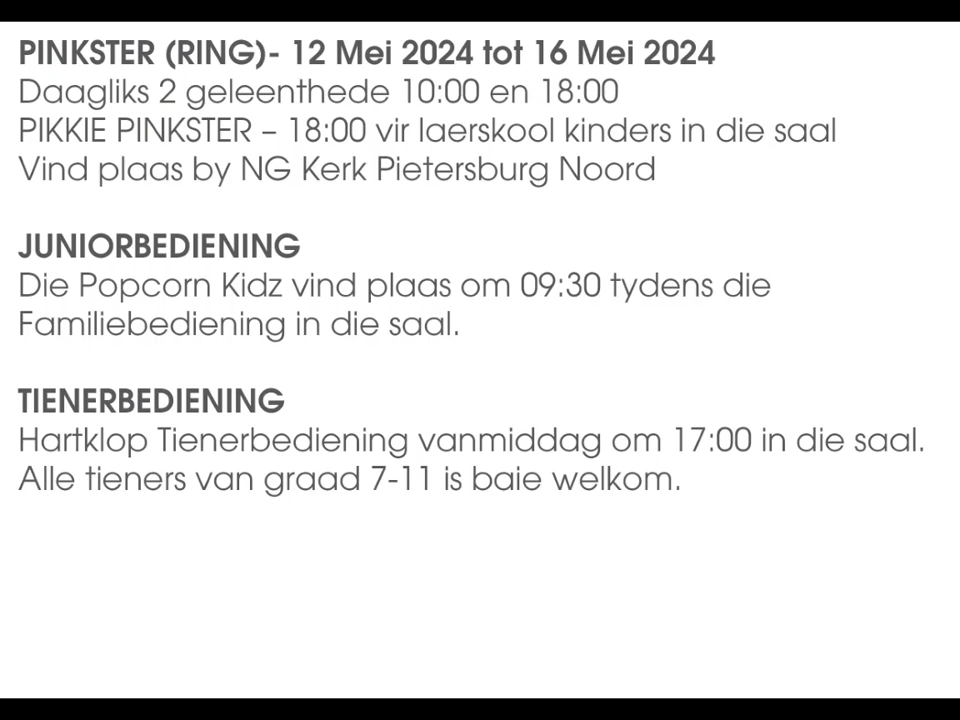 PINKSTER (RING)- 12 Mei 2024 tot 16 Mei 2024
Daagliks 2 geleenthede 10:00 en 18:00
PIKKIE PINKSTER – 18:00 vir laerskool kinders in die saal
Vind plaas by NG Kerk Pietersburg Noord
JUNIORBEDIENING
Die Popcorn Kidz vind plaas om 09:30 tydens die
Familiebediening in die saal.
TIENERBEDIENING
Hartklop Tienerbediening vanmiddag om 17:00 in die saal.
Alle tieners van graad 7-11 is baie welkom.